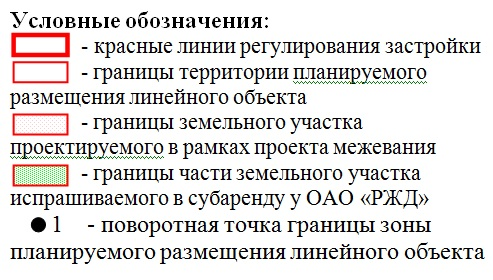 Условные обозначения:
- красные линии регулирования застройки
- границы территории планируемого
размещения линейного объекта
- границы земельного участка
проектируемого в рамках проекта межевания
- границы части земельного участка
испрашиваемого в субаренду у ОАО «РЖД»
1 - поворотная точка границы зоны
планируемого размещения линейного объекта